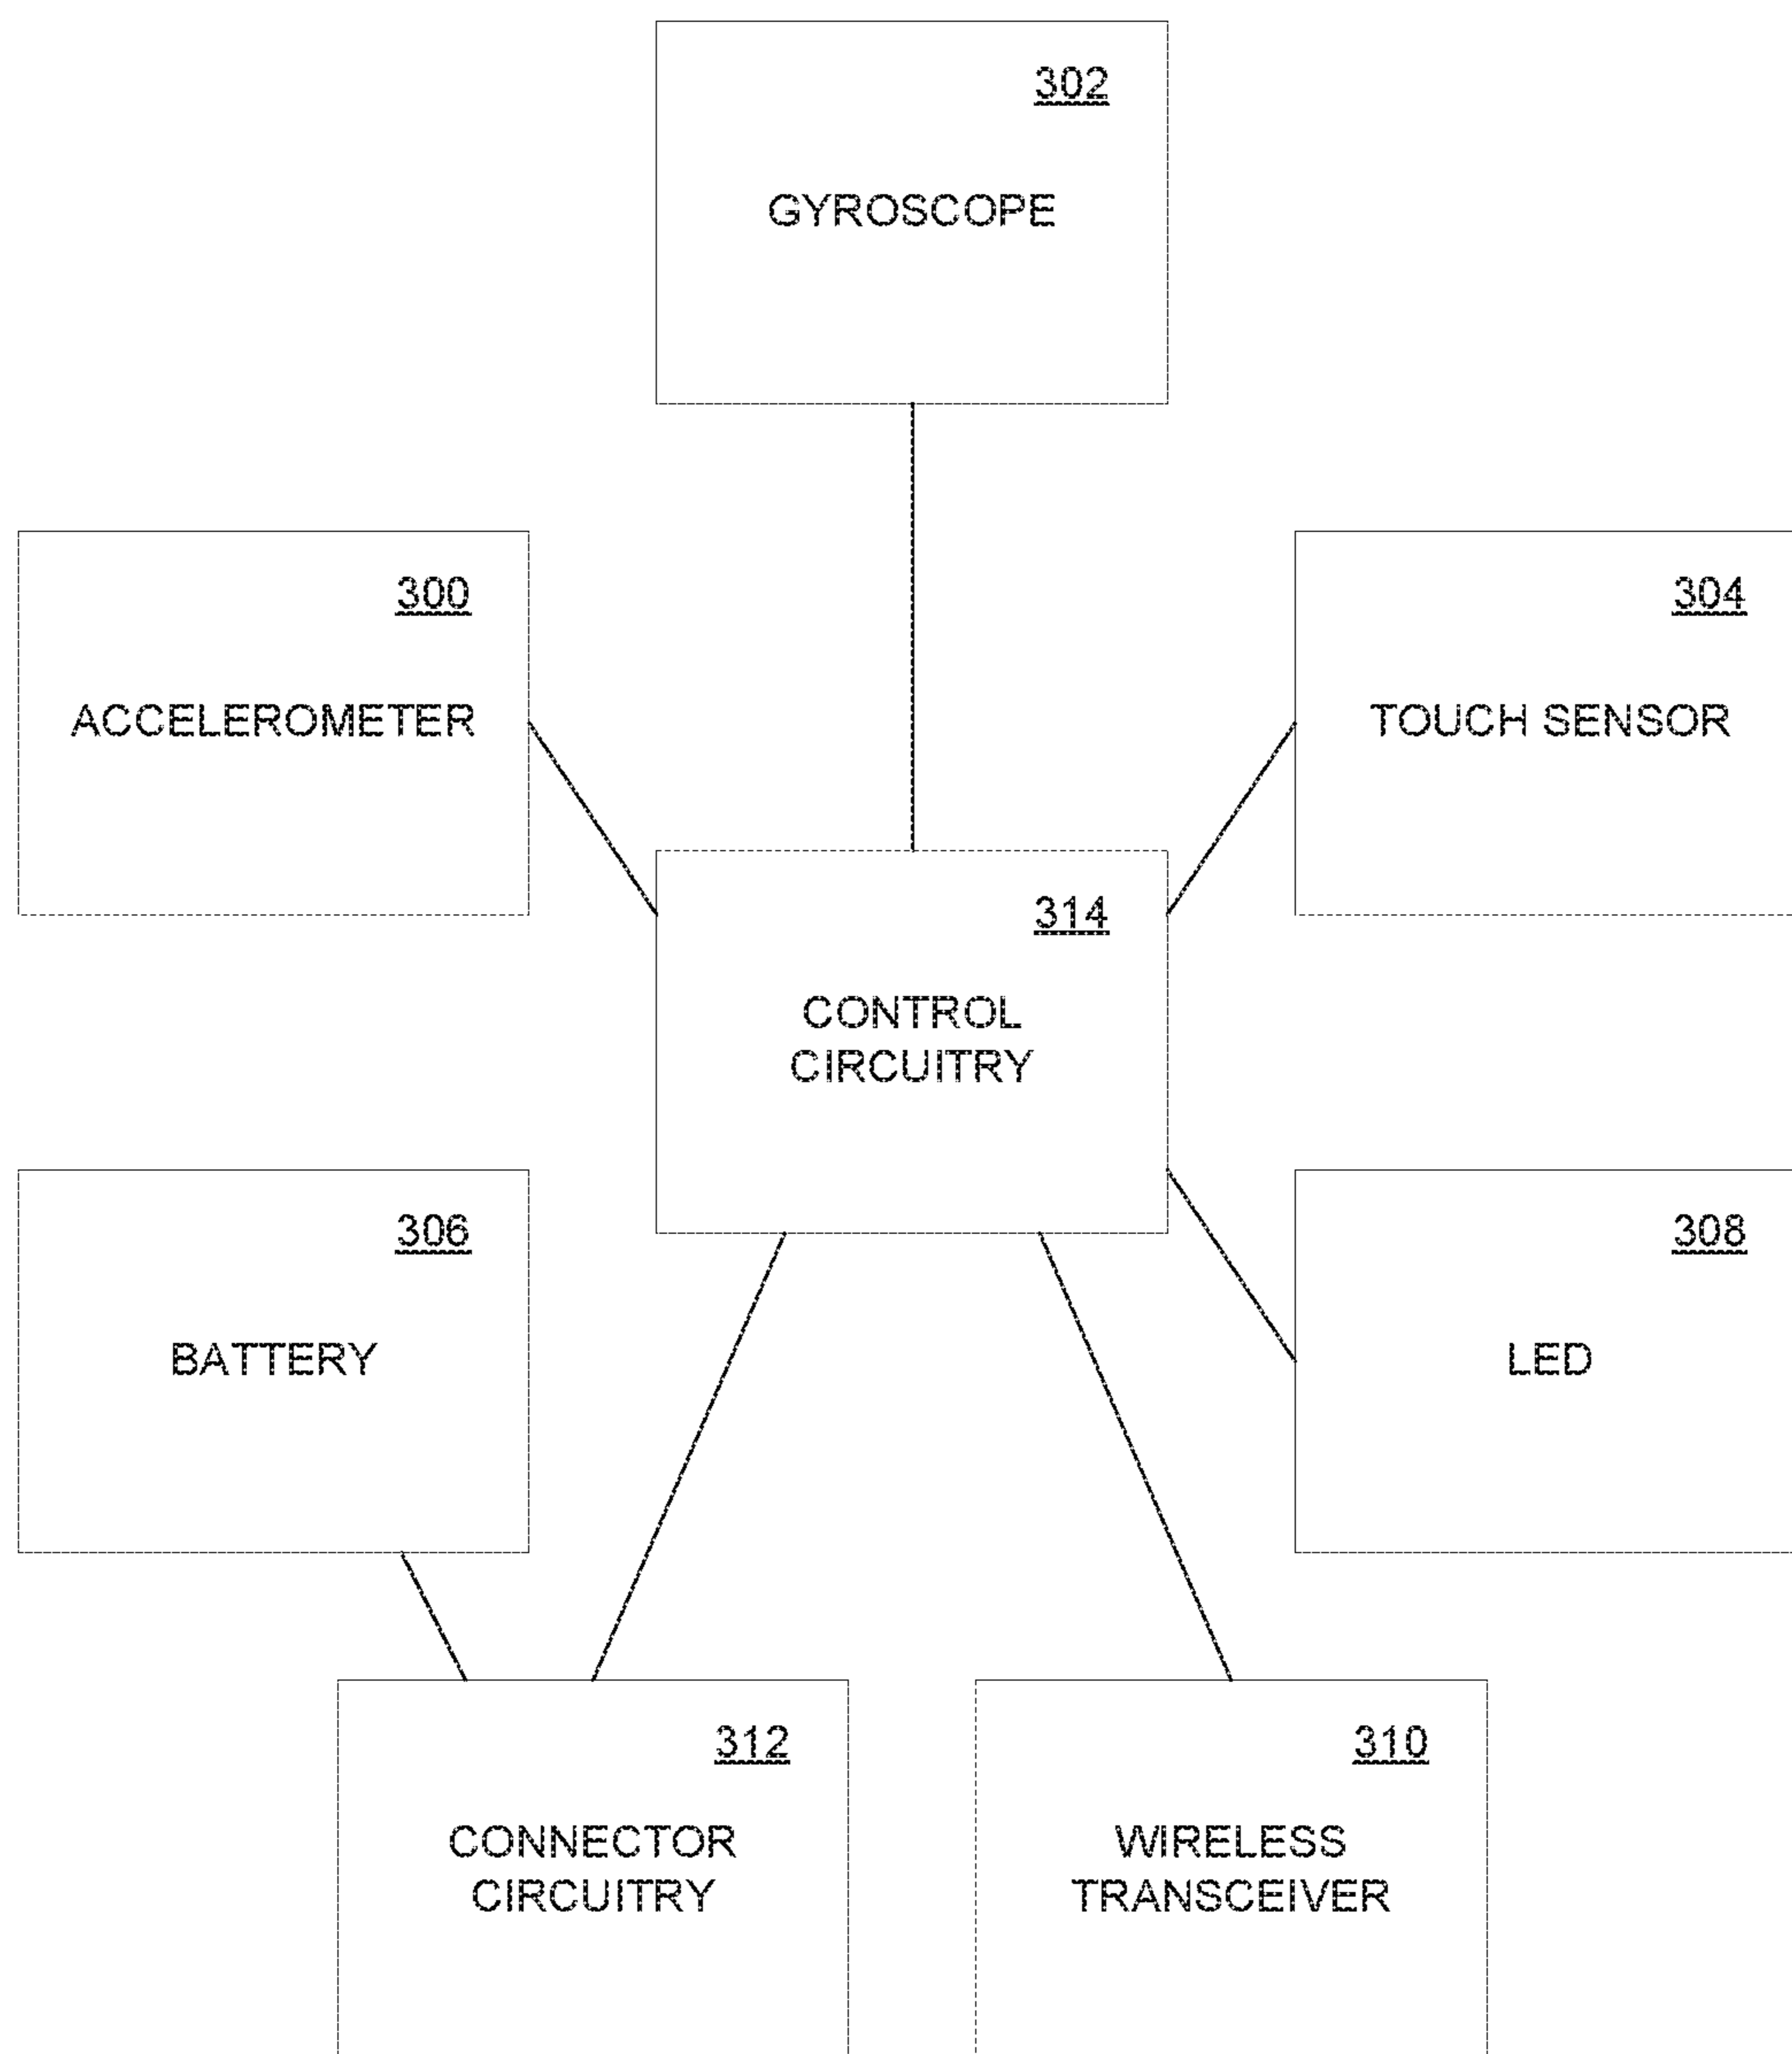 302
GYROSCOPE
300
ACCELEROMETER
304
TOUCH SENSOR
314
CONTROL
CIRCUITRY
306
BATTERY
308
LED
312
CONNECTOR
CIRCUITRY
310
WIRELESS
TRANSCEIVER